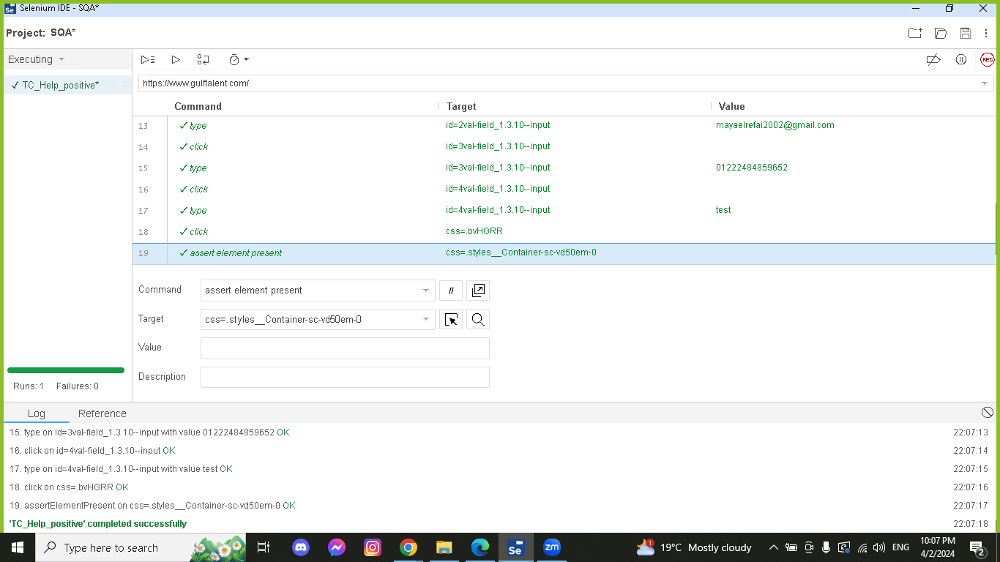 Selenium IDE - SQA*
Project: SQA*
Executing
https://www.gulftalent.com/
REC
TC_Help_positive*
Command Target Value
13 ✓ type id=2val-field_1.3.10--input mayaelrefai2002@gmail.com
14 ✓ click id=3val-field_1.3.10--input
15 ✓ type id=3val-field_1.3.10--input 01222484859652
16 ✓ click id=4val-field_1.3.10--input
17 ✓ type id=4val-field_1.3.10--input test
18 ✓ click css=.bvHGRR
19 ✓ assert element present css=.styles__Container-sc-vd50em-0
Command assert element present //
Target css=.styles__Container-sc-vd50em-0
Value
Description
Runs: 1 Failures: 0
Log Reference
15. type on id=3val-field_1.3.10--input with value 01222484859652 OK 22:07:13
16. click on id=4val-field_1.3.10--input OK 22:07:14
17. type on id=4val-field_1.3.10--input with value test OK 22:07:15
18. click on css=.bvHGRR OK 22:07:16
19. assertElementPresent on css=.styles__Container-sc-vd50em-0 OK 22:07:17
'TC_Help_positive' completed successfully 22:07:18
Type here to search Se zm 1 19°C Mostly cloudy ENG 10:07 PM
4/2/2024 2